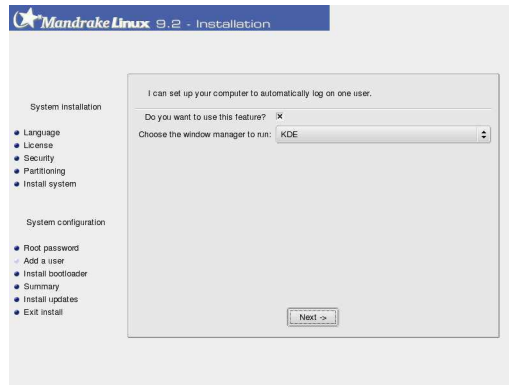 Mandrake Linux 9.2 - Installation
System installation
Language
License
Security
Partitioning
Install system
System configuration
Root password
Add a user
Install bootloader
Summary
Install updates
Exit install
I can set up your computer to automatically log on one user.
Do you want to use this feature?
Choose the window manager to run: KDE
Next ->